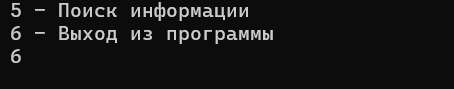 5 - Поиск информации
6 - Выход из программы
6